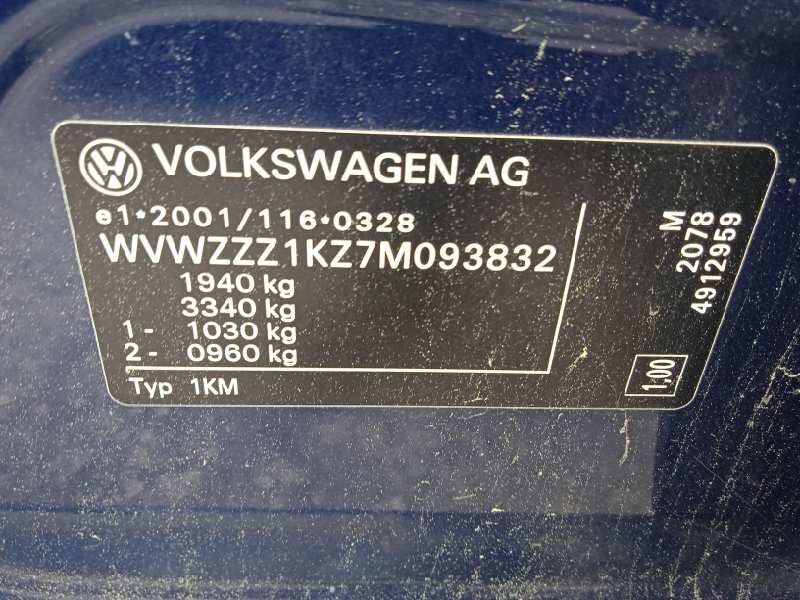 VW VOLKSWAGEN AG
e1*2001/116*0328
WVWZZZ1KZ7M093832
1940 kg
3340 kg
1 - 1030 kg
2 - 0960 kg
Typ 1KM
M
2078
4912959
1,00